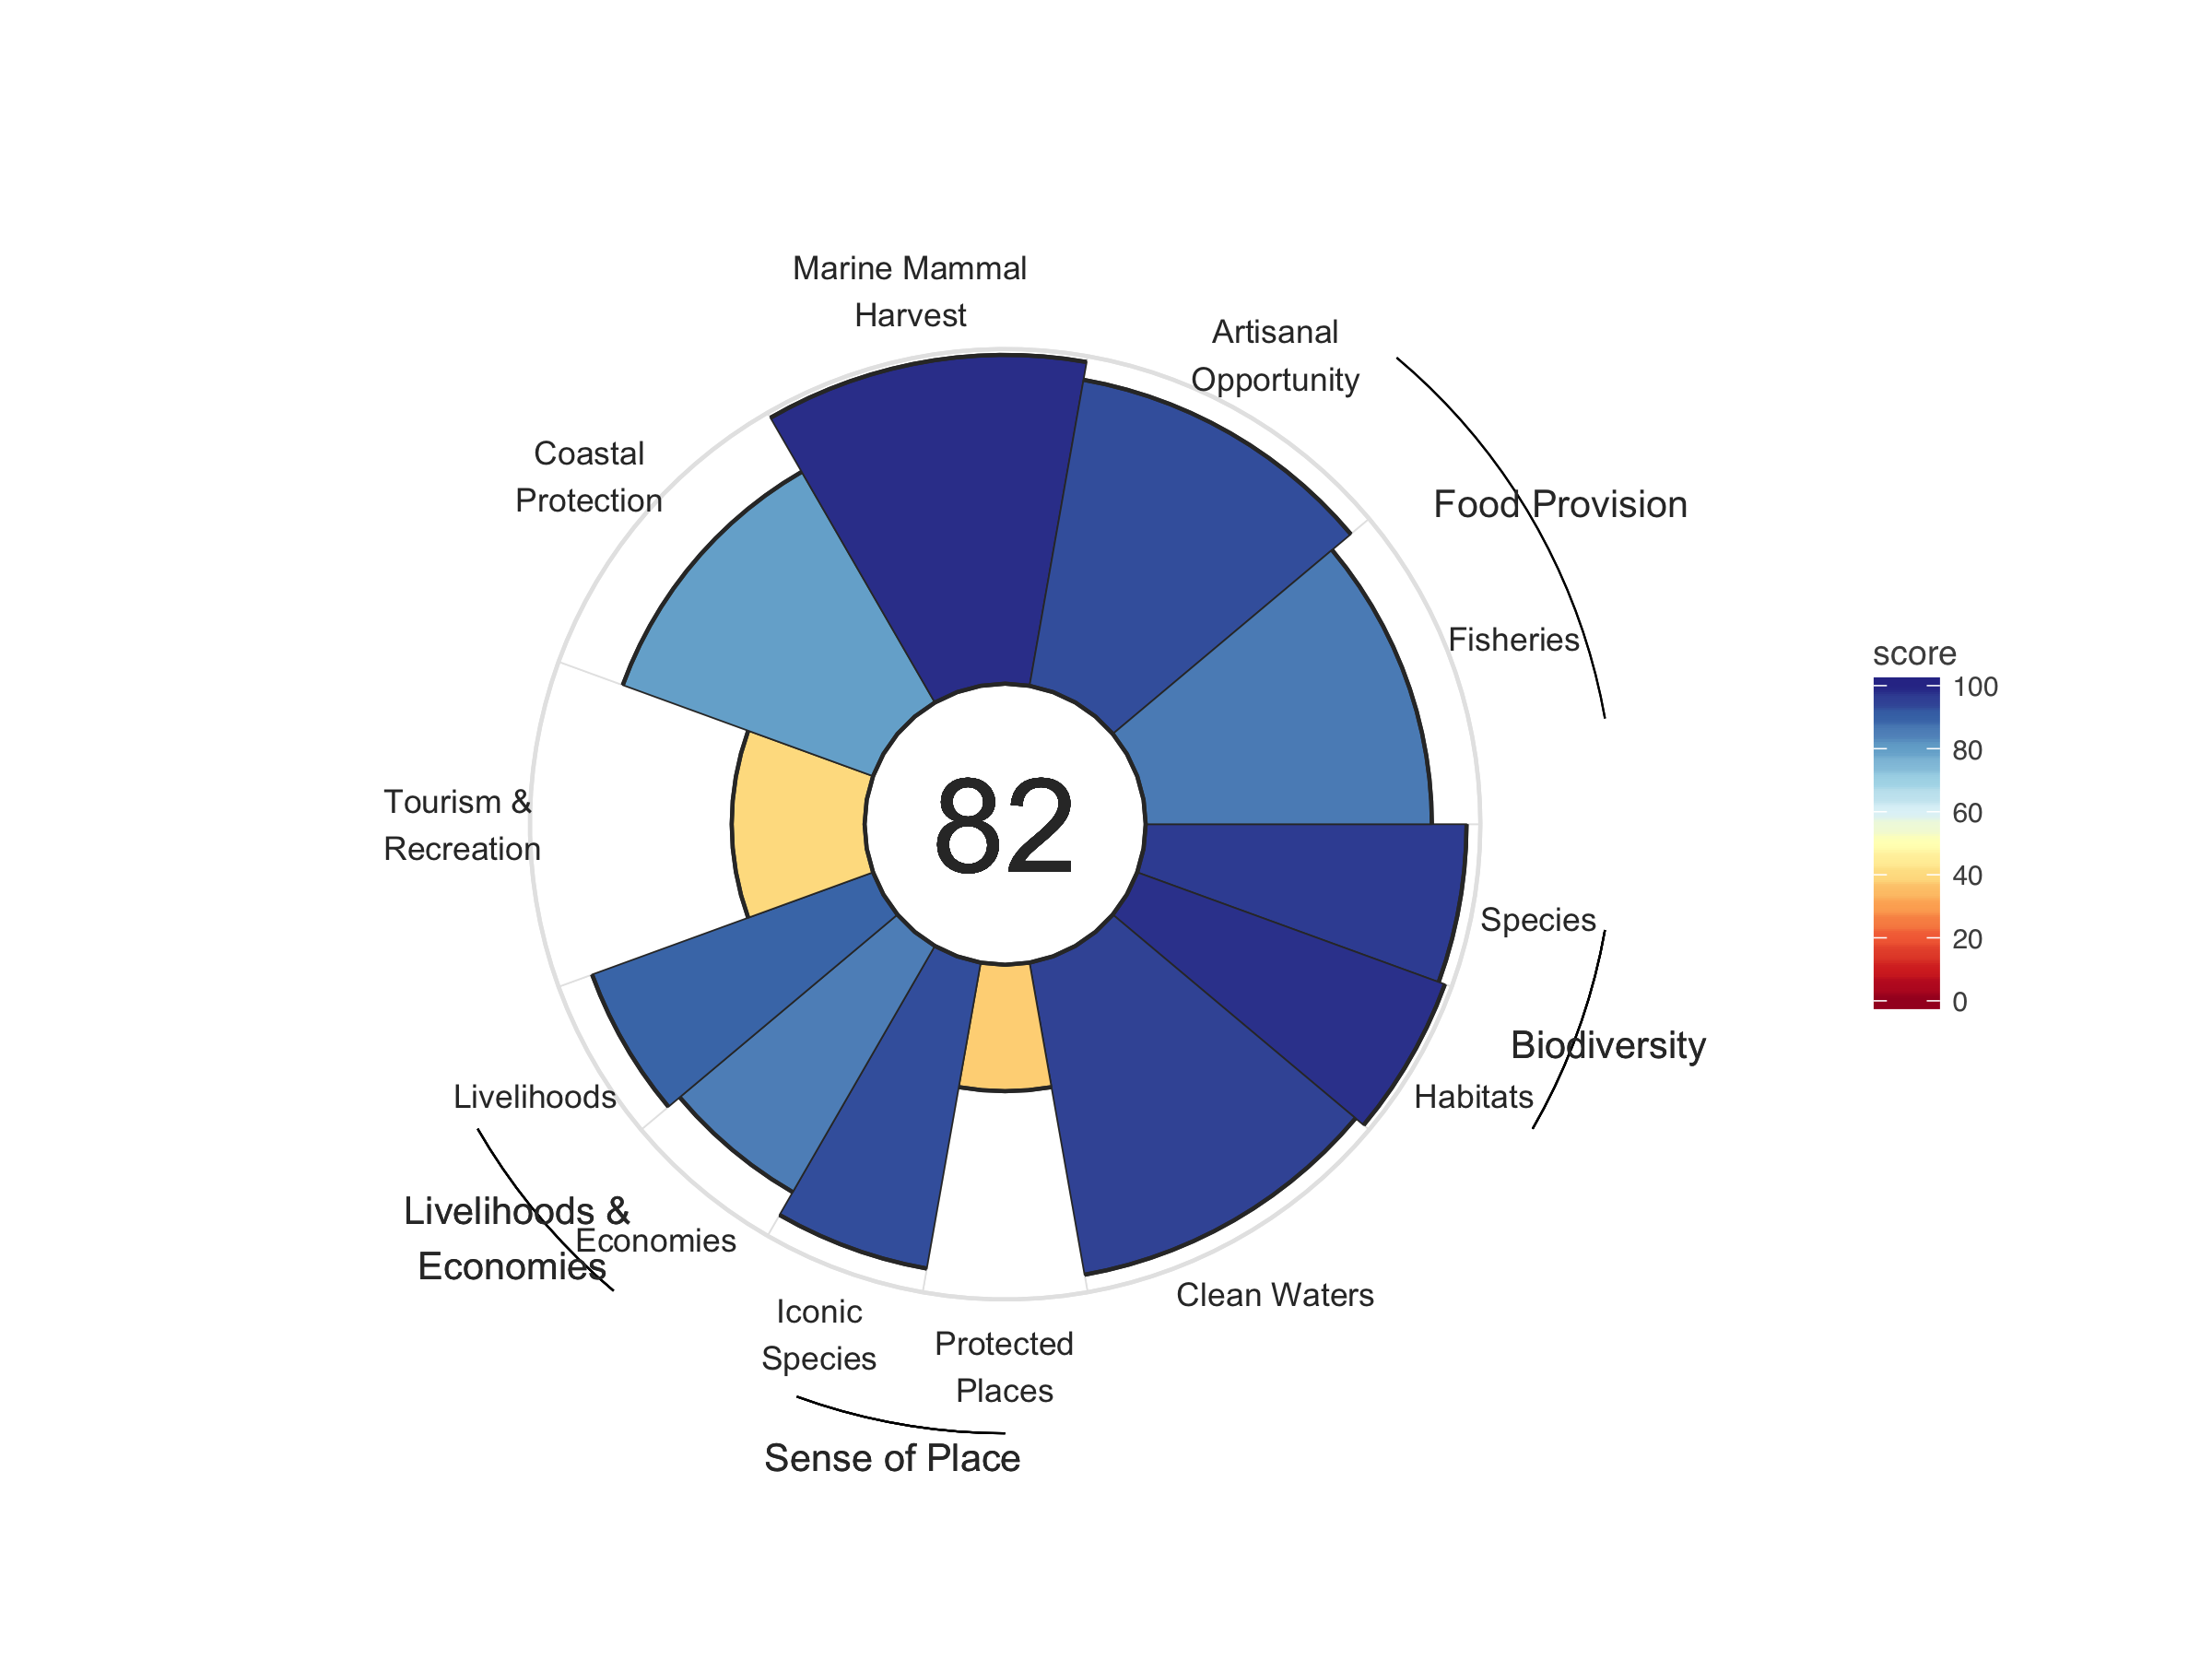 Marine Mammal
Harvest
Artisanal
Opportunity
Coastal
Protection
Food Provision
Fisheries
score
100
80
60
40
20
0
Tourism &
Recreation
82
Species
Biodiversity
Habitats
Livelihoods
Livelihoods &
Economies
Economies
Clean Waters
Iconic
Species
Protected
Places
Sense of Place